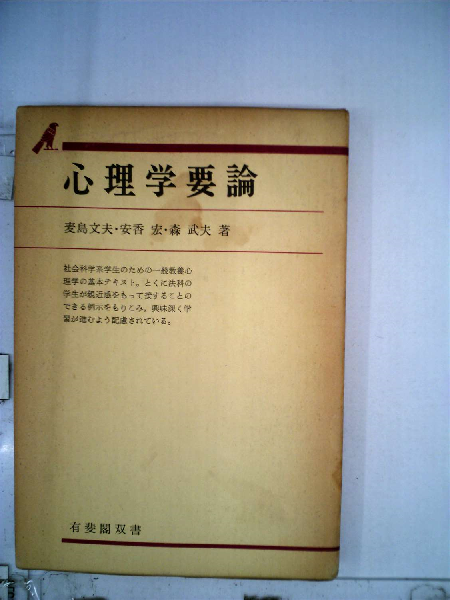 心理学要論
麦島文夫・安香 宏・森 武夫 著
社会科学系学生のための一般教養心
理学の基本テキスト。とくに法科の
学生が親近感をもって接することの
できる例示をもりこみ，興味深く学
習が進むよう配慮されている。
有斐閣双書